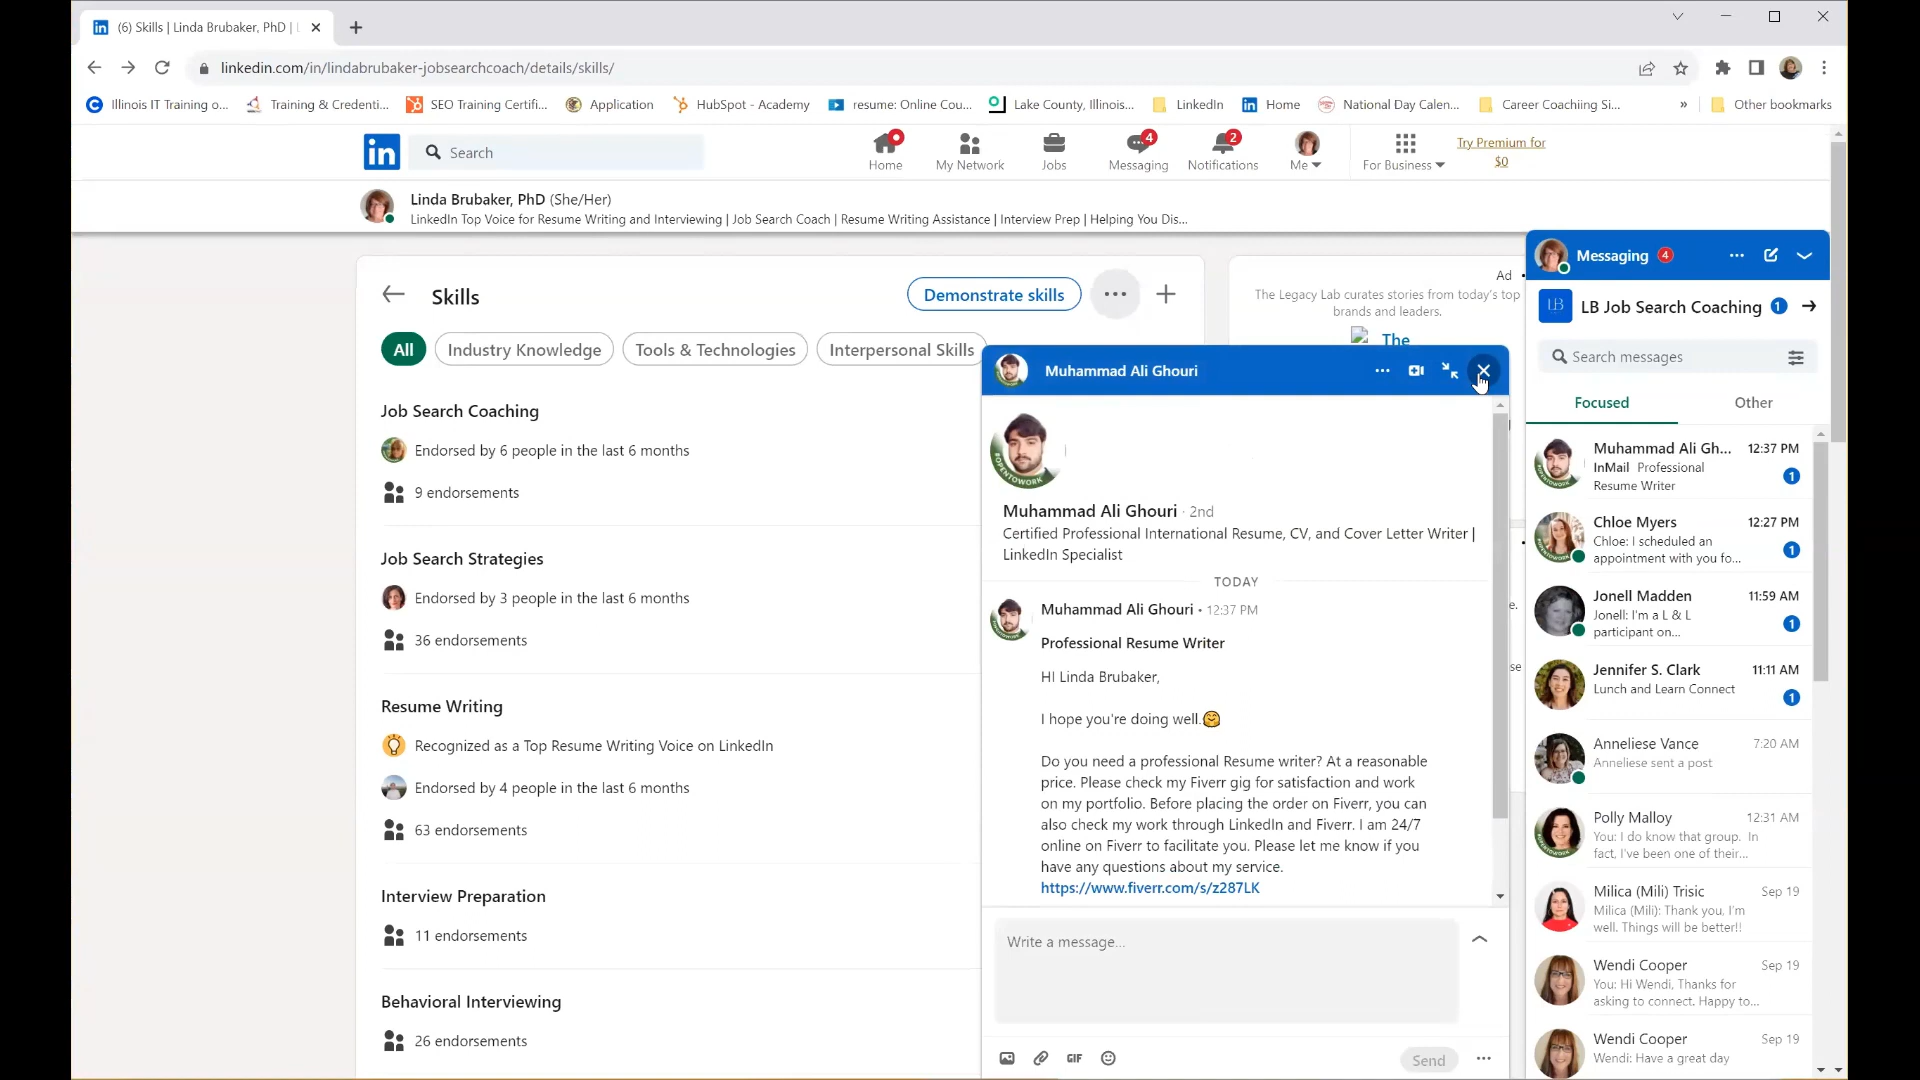 (6) Skills | Linda Brubaker, PhD |
linkedin.com/in/lindabrubaker-jobsearchcoach/details/skills/
Illinois IT Training o...
Training & Credenti...
SEO Training Certifi...
Application
HubSpot - Academy
resume: Online Cou...
Lake County, Illinois...
LinkedIn
Home
National Day Calen...
Career Coachiing Si...
»
Other bookmarks
in
Search
Home
My Network
Jobs
4
Messaging
2
Notifications
Me
For Business
Try Premium for
$0
Linda Brubaker, PhD (She/Her)
LinkedIn Top Voice for Resume Writing and Interviewing | Job Search Coach | Resume Writing Assistance | Interview Prep | Helping You Dis...
Skills
Demonstrate skills
All
Industry Knowledge
Tools & Technologies
Interpersonal Skills
Job Search Coaching
Endorsed by 6 people in the last 6 months
9 endorsements
Job Search Strategies
Endorsed by 3 people in the last 6 months
36 endorsements
Resume Writing
Recognized as a Top Resume Writing Voice on LinkedIn
Endorsed by 4 people in the last 6 months
63 endorsements
Interview Preparation
11 endorsements
Behavioral Interviewing
26 endorsements
Ad
The Legacy Lab curates stories from today's top
brands and leaders.
The
Muhammad Ali Ghouri
#OPENTOWORK
Muhammad Ali Ghouri · 2nd
Certified Professional International Resume, CV, and Cover Letter Writer |
LinkedIn Specialist
TODAY
Muhammad Ali Ghouri • 12:37 PM
Professional Resume Writer
HI Linda Brubaker,
I hope you're doing well.🤗
Do you need a professional Resume writer? At a reasonable
price. Please check my Fiverr gig for satisfaction and work
on my portfolio. Before placing the order on Fiverr, you can
also check my work through LinkedIn and Fiverr. I am 24/7
online on Fiverr to facilitate you. Please let me know if you
have any questions about my service.
https://www.fiverr.com/s/z287LK
Write a message...
GIF
Send
e.
se
Messaging 4
LB
LB Job Search Coaching 1
Search messages
Focused
Other
Muhammad Ali Gh... 12:37 PM
InMail Professional
Resume Writer
1
Chloe Myers 12:27 PM
Chloe: I scheduled an
appointment with you fo...
1
Jonell Madden 11:59 AM
Jonell: I'm a L & L
participant on...
1
Jennifer S. Clark 11:11 AM
Lunch and Learn Connect
1
Anneliese Vance 7:20 AM
Anneliese sent a post
Polly Malloy 12:31 AM
You: I do know that group. In
fact, I've been one of their...
Milica (Mili) Trisic Sep 19
Milica (Mili): Thank you, I'm
well. Things will be better!!
Wendi Cooper Sep 19
You: Hi Wendi, Thanks for
asking to connect. Happy to...
Wendi Cooper Sep 19
Wendi: Have a great day